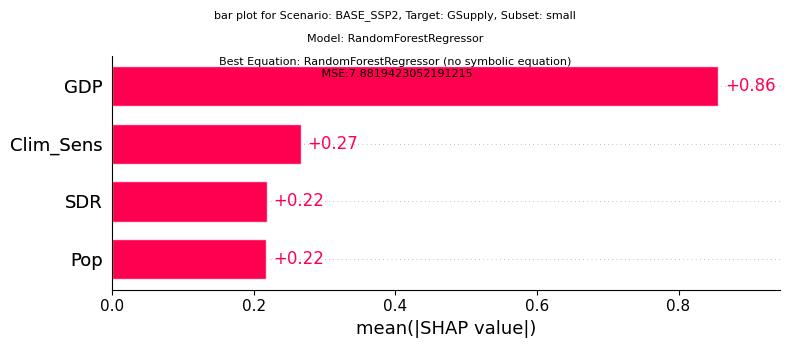 bar plot for Scenario: BASE_SSP2, Target: GSupply, Subset: small
Model: RandomForestRegressor
Best Equation: RandomForestRegressor (no symbolic equation)
MSE:7.8819423052191215
GDP +0.86
Clim_Sens +0.27
SDR +0.22
Pop +0.22
0.0 0.2 0.4 0.6 0.8
mean(|SHAP value|)